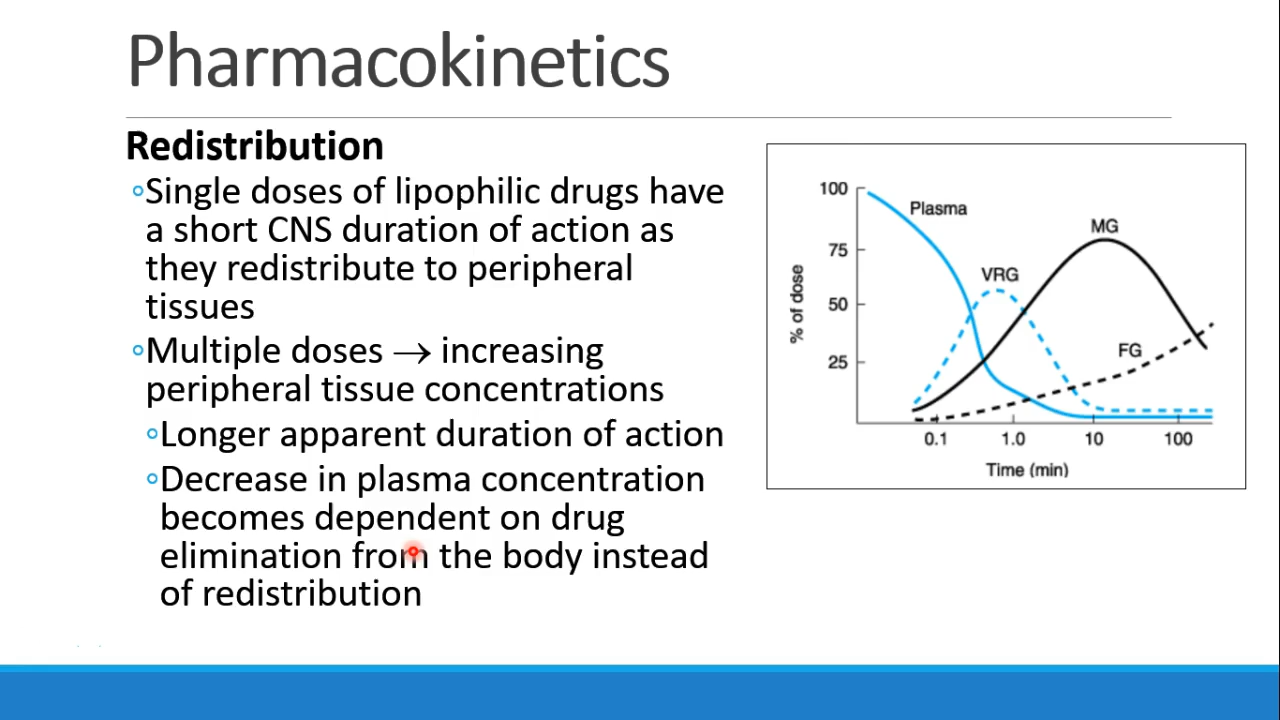 Pharmacokinetics
Redistribution
◦Single doses of lipophilic drugs have
a short CNS duration of action as
they redistribute to peripheral
tissues
◦Multiple doses → increasing
peripheral tissue concentrations
◦Longer apparent duration of action
◦Decrease in plasma concentration
becomes dependent on drug
elimination from the body instead
of redistribution
% of dose
100
75
50
25
Plasma
VRG
MG
FG
0.1 1.0 10 100
Time (min)